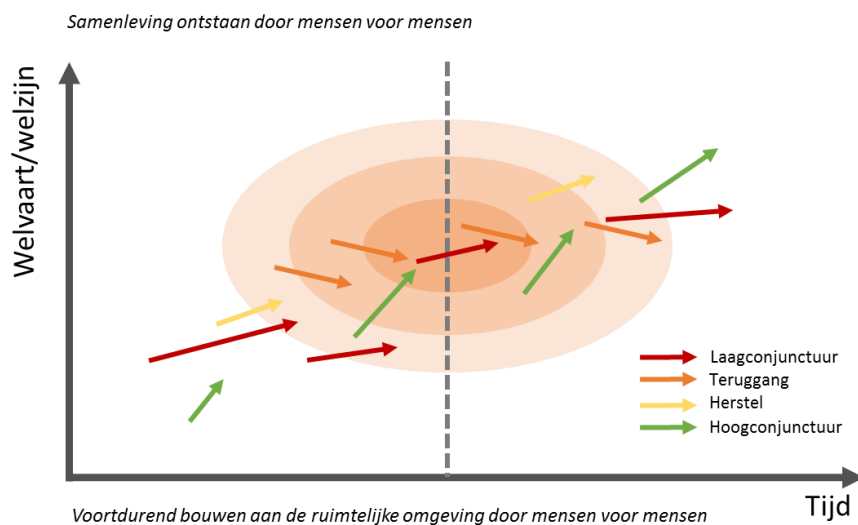 Samenleving ontstaan door mensen voor mensen
Welvaart/welzijn
Laagconjunctuur
Teruggang
Herstel
Hoogconjunctuur
Tijd
Voortdurend bouwen aan de ruimtelijke omgeving door mensen voor mensen